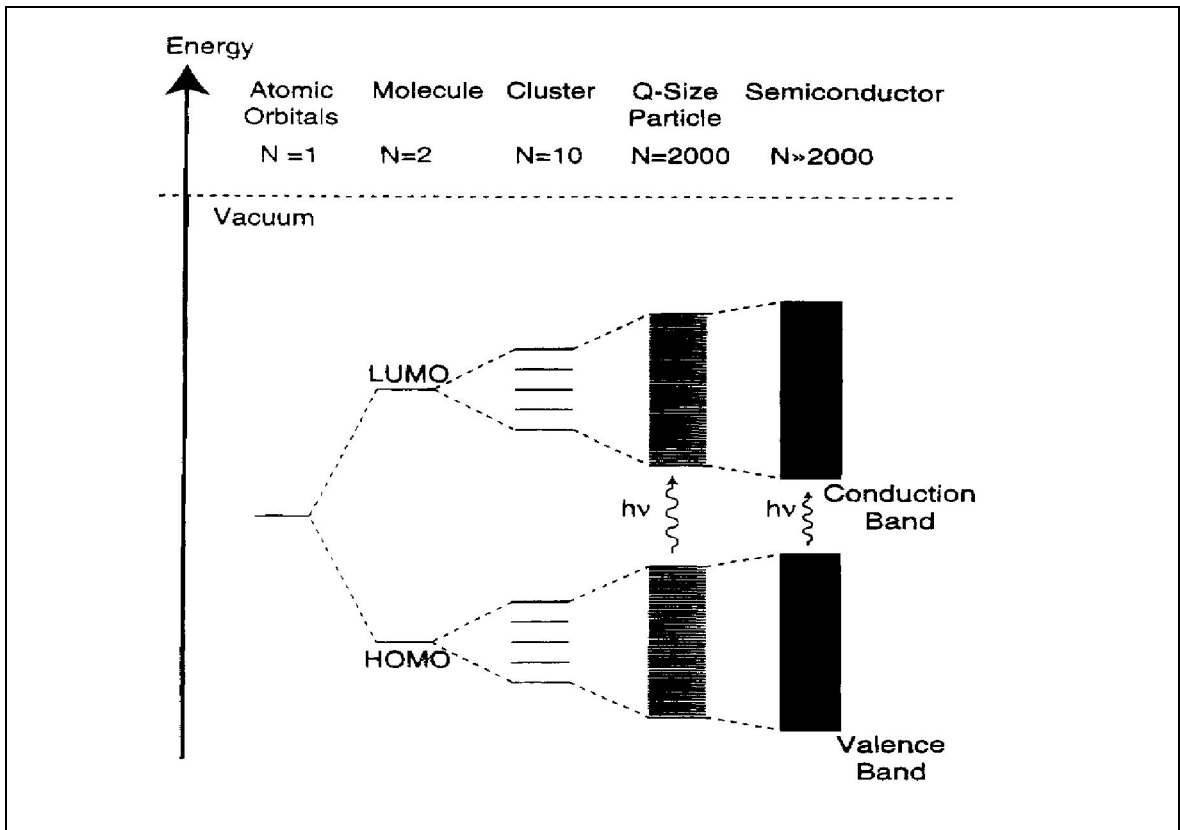 Energy
Atomic Orbitals
N =1
Molecule
N=2
Cluster
N=10
Q-Size Particle
N=2000
Semiconductor
N»2000
Vacuum
LUMO
HOMO
hν
hν
Conduction Band
Valence Band